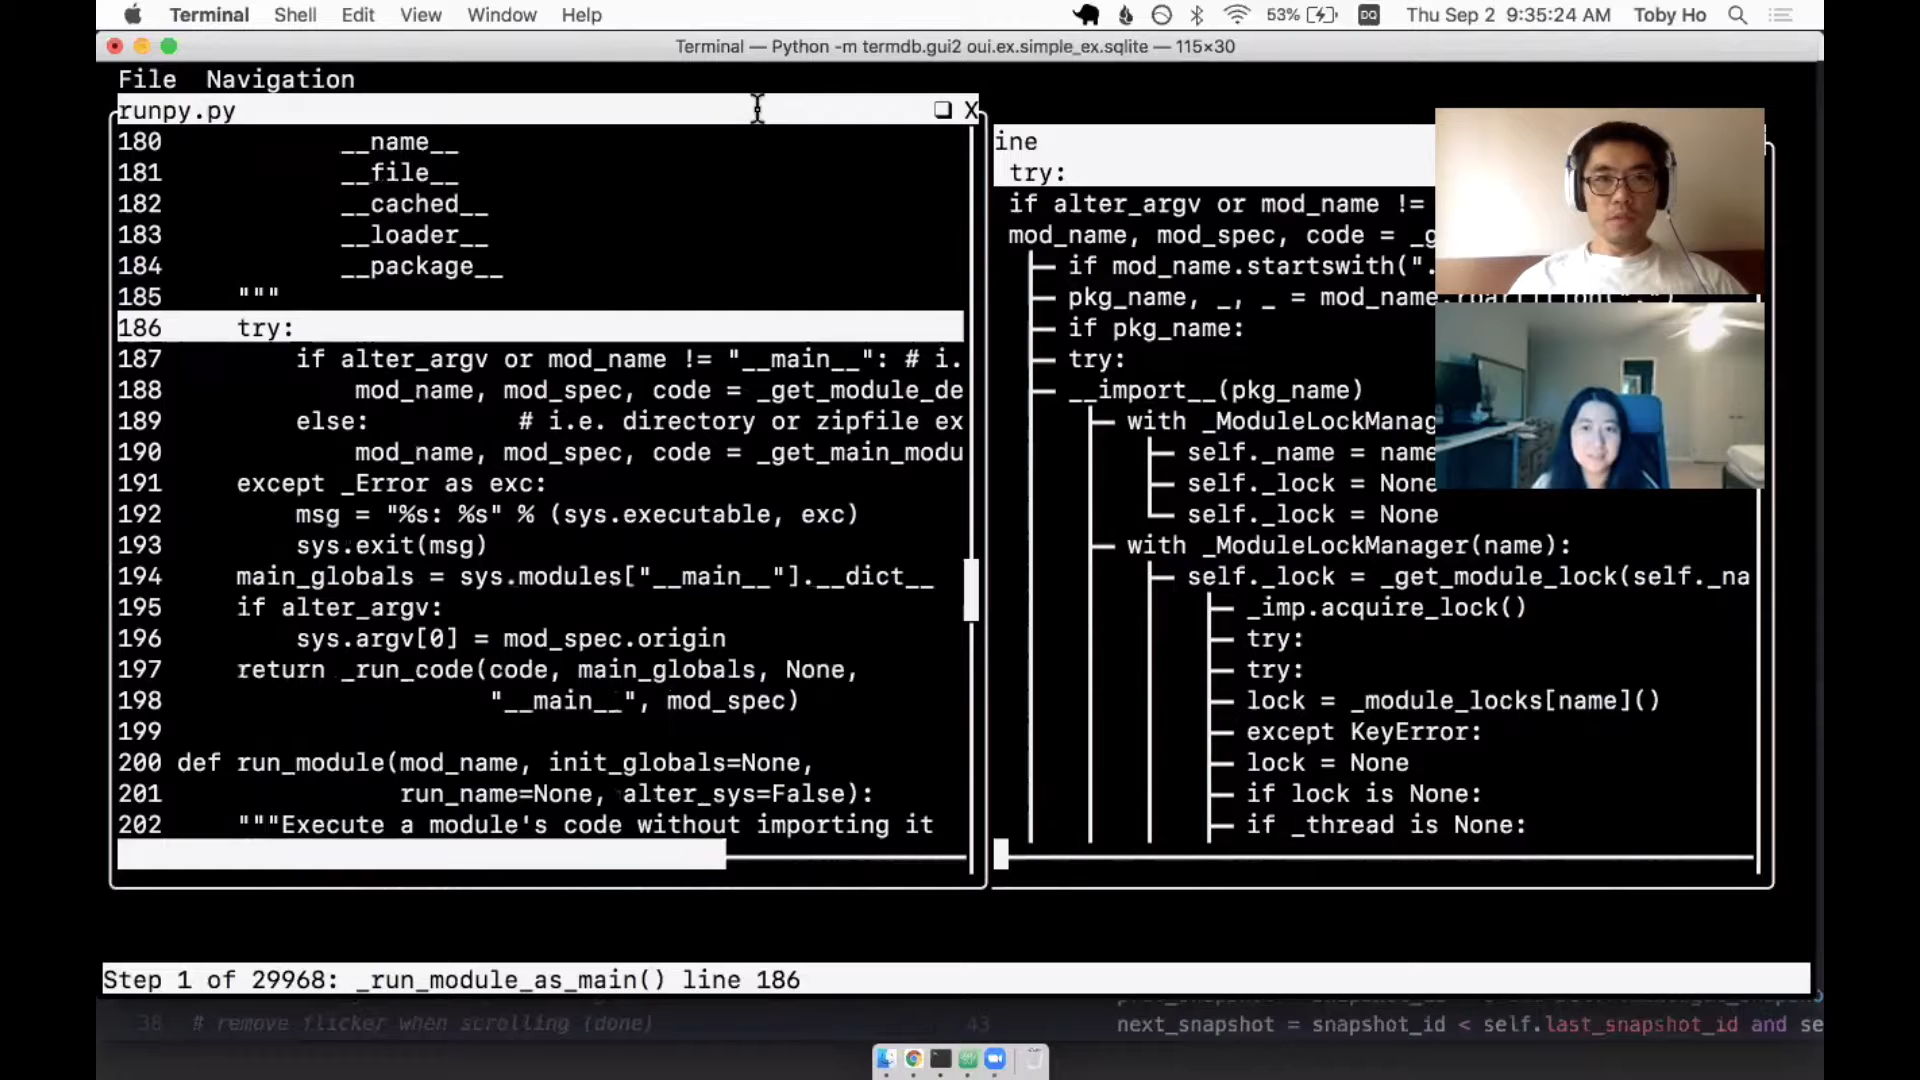 Terminal Shell Edit View Window Help 53% DQ Thu Sep 2 9:35:24 AM Toby Ho
Terminal — Python -m termdb.gui2 oui.ex.simple_ex.sqlite — 115×30
File Navigation
runpy.py X
180 __name__
181 __file__
182 __cached__
183 __loader__
184 __package__
185 """
186 try:
187 if alter_argv or mod_name != "__main__": # i.
188 mod_name, mod_spec, code = _get_module_de
189 else: # i.e. directory or zipfile ex
190 mod_name, mod_spec, code = _get_main_modu
191 except _Error as exc:
192 msg = "%s: %s" % (sys.executable, exc)
193 sys.exit(msg)
194 main_globals = sys.modules["__main__"].__dict__
195 if alter_argv:
196 sys.argv[0] = mod_spec.origin
197 return _run_code(code, main_globals, None,
198 "__main__", mod_spec)
199
200 def run_module(mod_name, init_globals=None,
201 run_name=None, alter_sys=False):
202 """Execute a module's code without importing it
ine
try:
if alter_argv or mod_name !=
mod_name, mod_spec, code = _g
if mod_name.startswith(".
pkg_name, _, _ = mod_name.rpartition(".")
if pkg_name:
try:
__import__(pkg_name)
with _ModuleLockManag
self._name = name
self._lock = None
self._lock = None
with _ModuleLockManager(name):
self._lock = _get_module_lock(self._na
_imp.acquire_lock()
try:
try:
lock = _module_locks[name]()
except KeyError:
lock = None
if lock is None:
if _thread is None:
Step 1 of 29968: _run_module_as_main() line 186
38 # remove flicker when scrolling (done)
43 next_snapshot = snapshot_id < self.last_snapshot_id and se